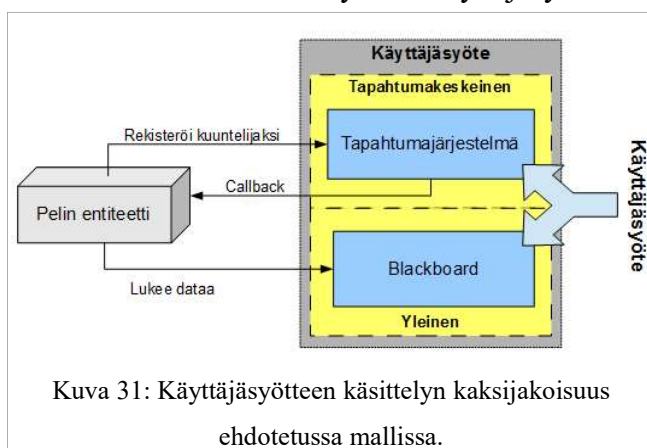 Käyttäjäsyöte
Tapahtumakeskeinen
Rekisteröi kuuntelijaksi
Tapahtumajärjestelmä
Callback
Pelin entiteetti
Käyttäjäsyöte
Blackboard
Lukee dataa
Yleinen
Kuva 31: Käyttäjäsyötteen käsittelyn kaksijakoisuus
ehdotetussa mallissa.